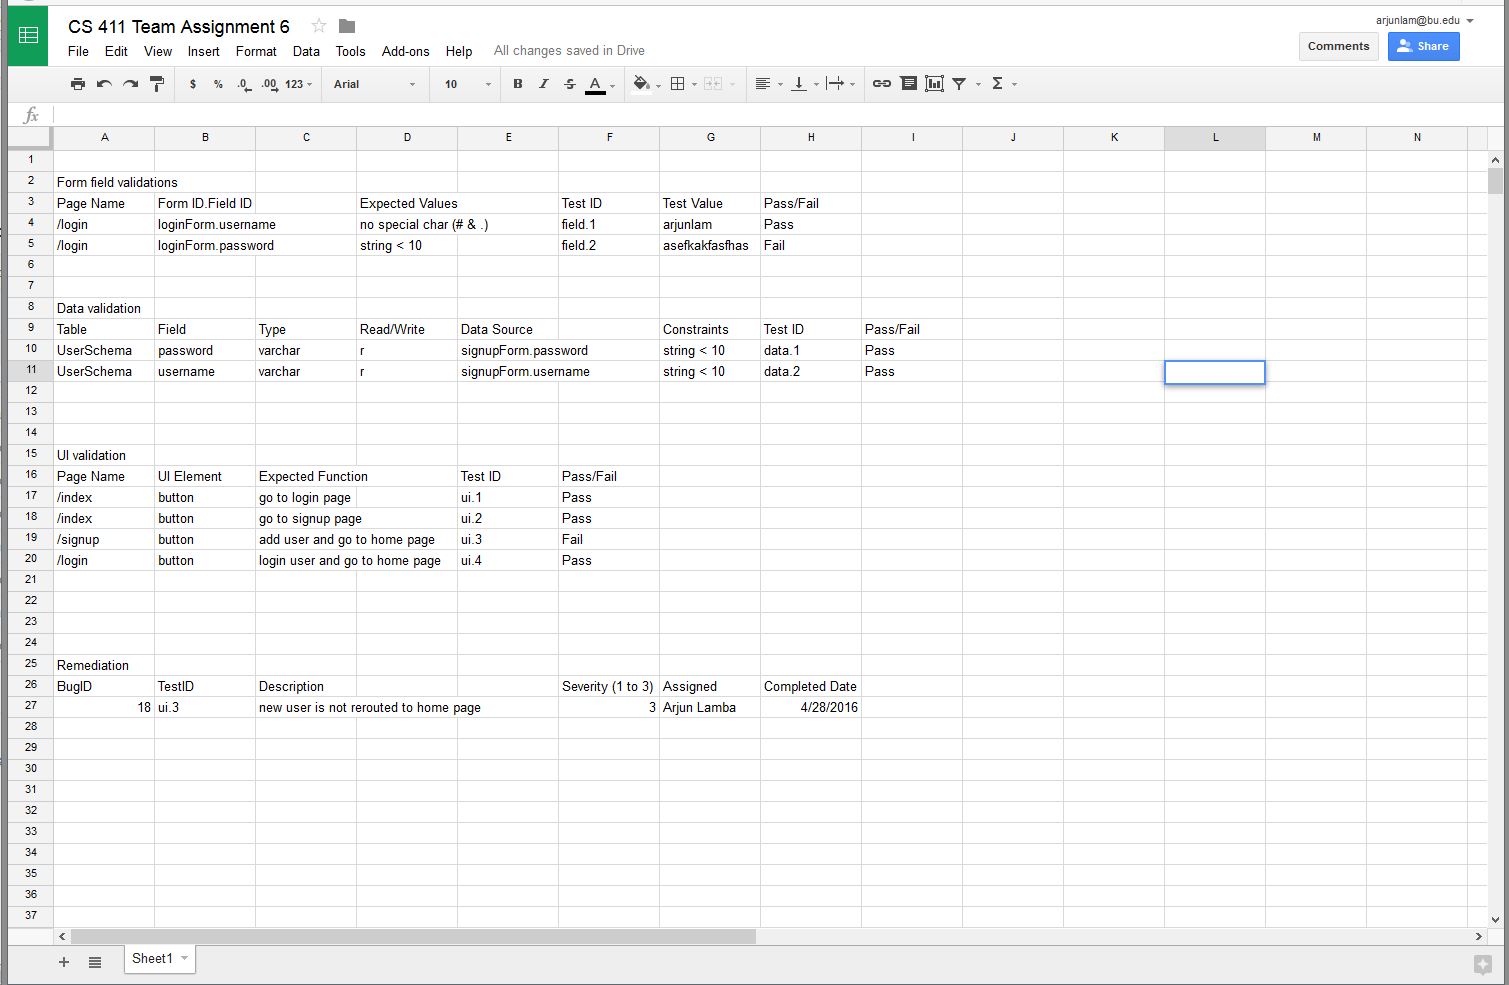 CS 411 Team Assignment 6
arjunlam@bu.edu
File Edit View Insert Format Data Tools Add-ons Help All changes saved in Drive
Comments Share
$ % .0 .00 123 Arial 10 B I S A Σ
fx
A B C D E F G H I J K L M N
1
2 Form field validations
3 Page Name Form ID.Field ID Expected Values Test ID Test Value Pass/Fail
4 /login loginForm.username no special char (# & .) field.1 arjunlam Pass
5 /login loginForm.password string < 10 field.2 asefkakfasfhas Fail
6
7
8 Data validation
9 Table Field Type Read/Write Data Source Constraints Test ID Pass/Fail
10 UserSchema password varchar r signupForm.password string < 10 data.1 Pass
11 UserSchema username varchar r signupForm.username string < 10 data.2 Pass
12
13
14
15 UI validation
16 Page Name UI Element Expected Function Test ID Pass/Fail
17 /index button go to login page ui.1 Pass
18 /index button go to signup page ui.2 Pass
19 /signup button add user and go to home page ui.3 Fail
20 /login button login user and go to home page ui.4 Pass
21
22
23
24
25 Remediation
26 BugID TestID Description Severity (1 to 3) Assigned Completed Date
27 18 ui.3 new user is not rerouted to home page 3 Arjun Lamba 4/28/2016
28
29
30
31
32
33
34
35
36
37
Sheet1